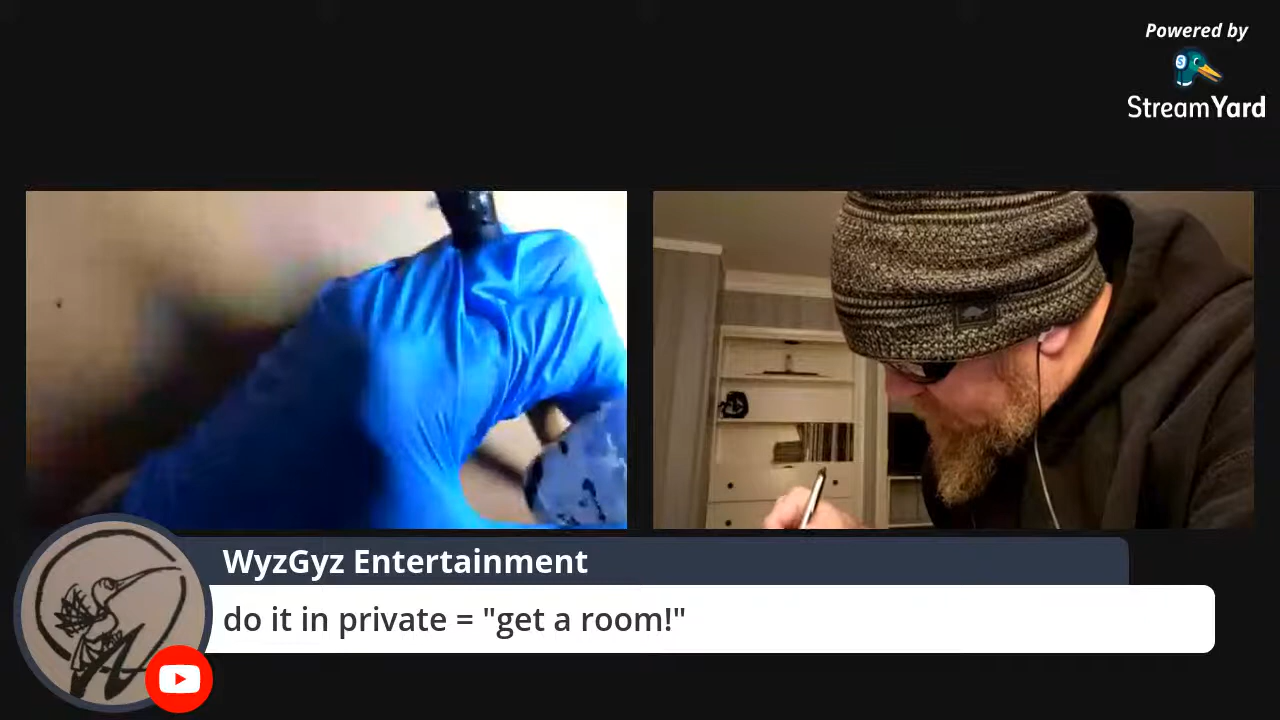 Powered by
StreamYard
WyzGyz Entertainment
do it in private = "get a room!"